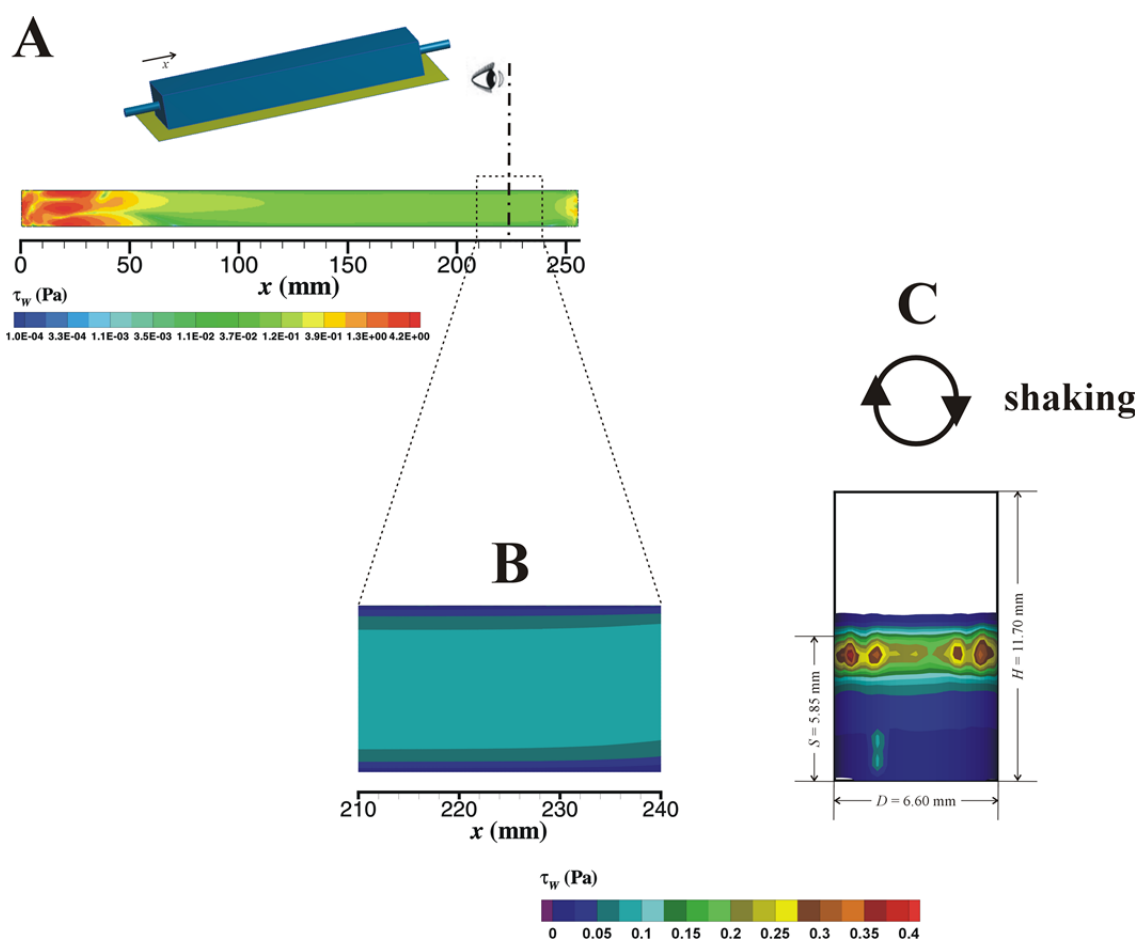 A
x
0 50 100 150 200 250
x (mm)
τw (Pa)
1.0E-04 3.3E-04 1.1E-03 3.5E-03 1.1E-02 3.7E-02 1.2E-01 3.9E-01 1.3E+00 4.2E+00
C
shaking
B
210 220 230 240
x (mm)
S = 5.85 mm
H = 11.70 mm
D = 6.60 mm
τw (Pa)
0 0.05 0.1 0.15 0.2 0.25 0.3 0.35 0.4